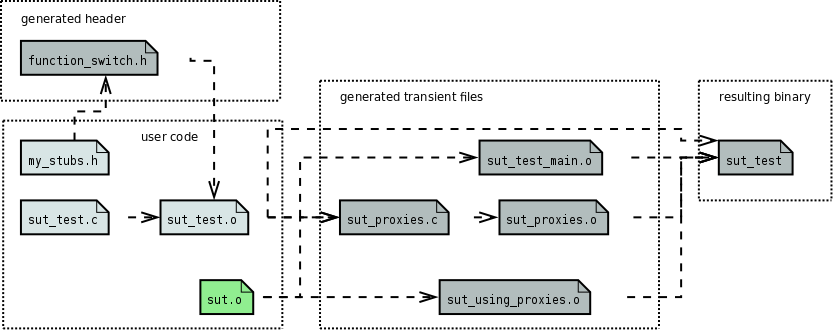 generated header
function_switch.h
generated transient files
resulting binary
user code
my_stubs.h
sut_test_main.o
sut_test
sut_test.c
sut_test.o
sut_proxies.c
sut_proxies.o
sut.o
sut_using_proxies.o